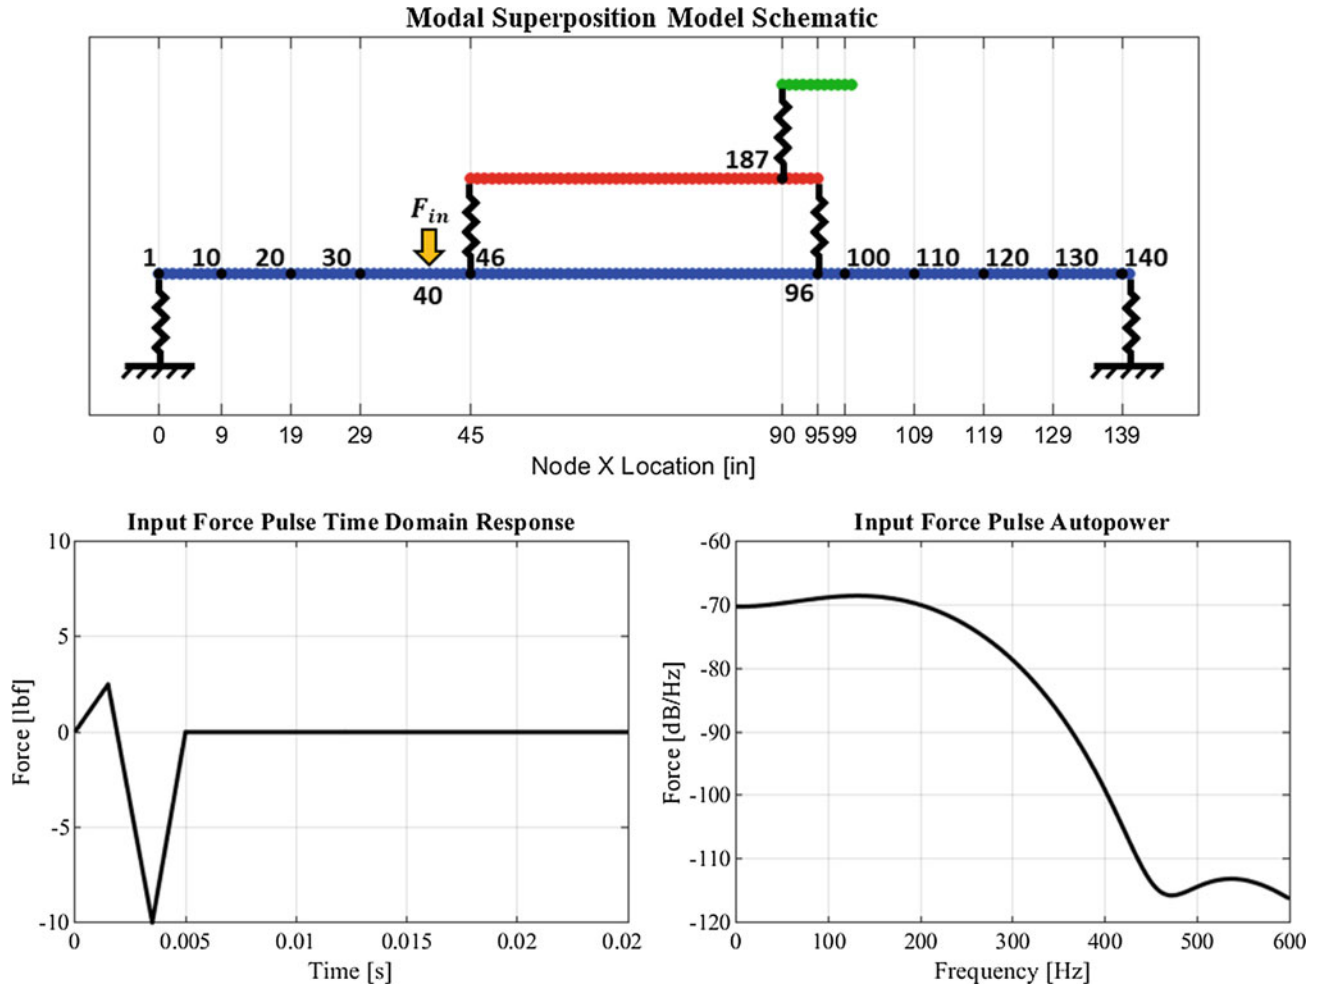 Modal Superposition Model Schematic
187
F_in
1 10 20 30 46 100 110 120 130 140
40 96
0 9 19 29 45 90 95 99 109 119 129 139
Node X Location [in]
Input Force Pulse Time Domain Response
10
5
0
-5
-10
Force [lbf]
0 0.005 0.01 0.015 0.02 0.02
Time [s]
Input Force Pulse Autopower
-60
-70
-80
-90
-100
-110
-120
Force [dB/Hz]
0 100 200 300 400 500 600
Frequency [Hz]